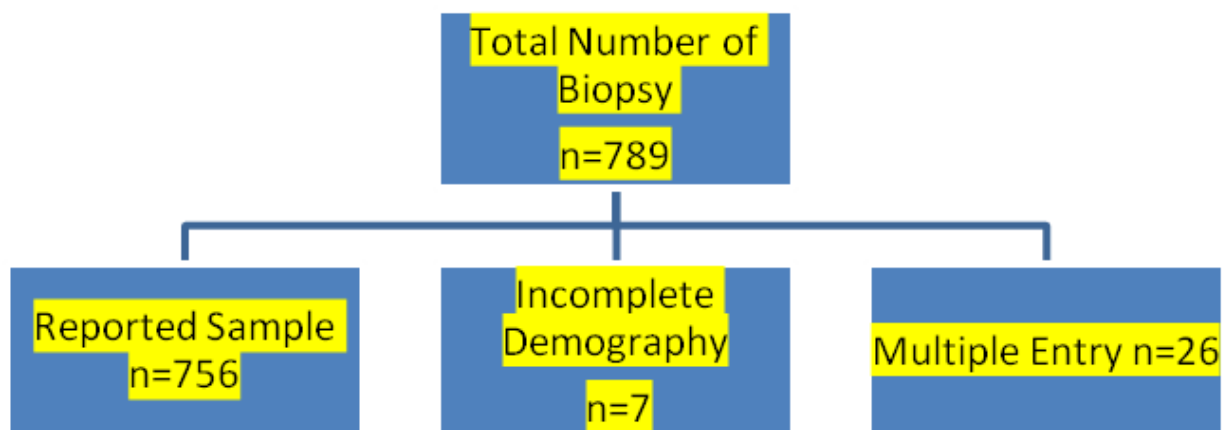 Total Number of
Biopsy
n=789
Reported Sample
n=756
Incomplete
Demography
n=7
Multiple Entry n=26